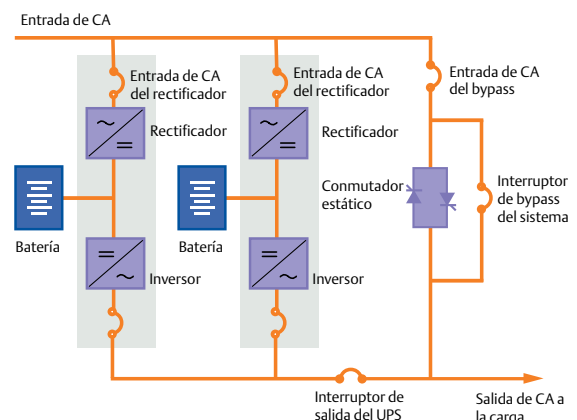 Entrada de CA
Entrada de CA
del rectificador
Entrada de CA
del rectificador
Entrada de CA
del bypass
Rectificador
Rectificador
Conmutador
estático
Interruptor
de bypass
del sistema
Batería
Batería
Inversor
Inversor
Interruptor de
salida del UPS
Salida de CA a
la carga